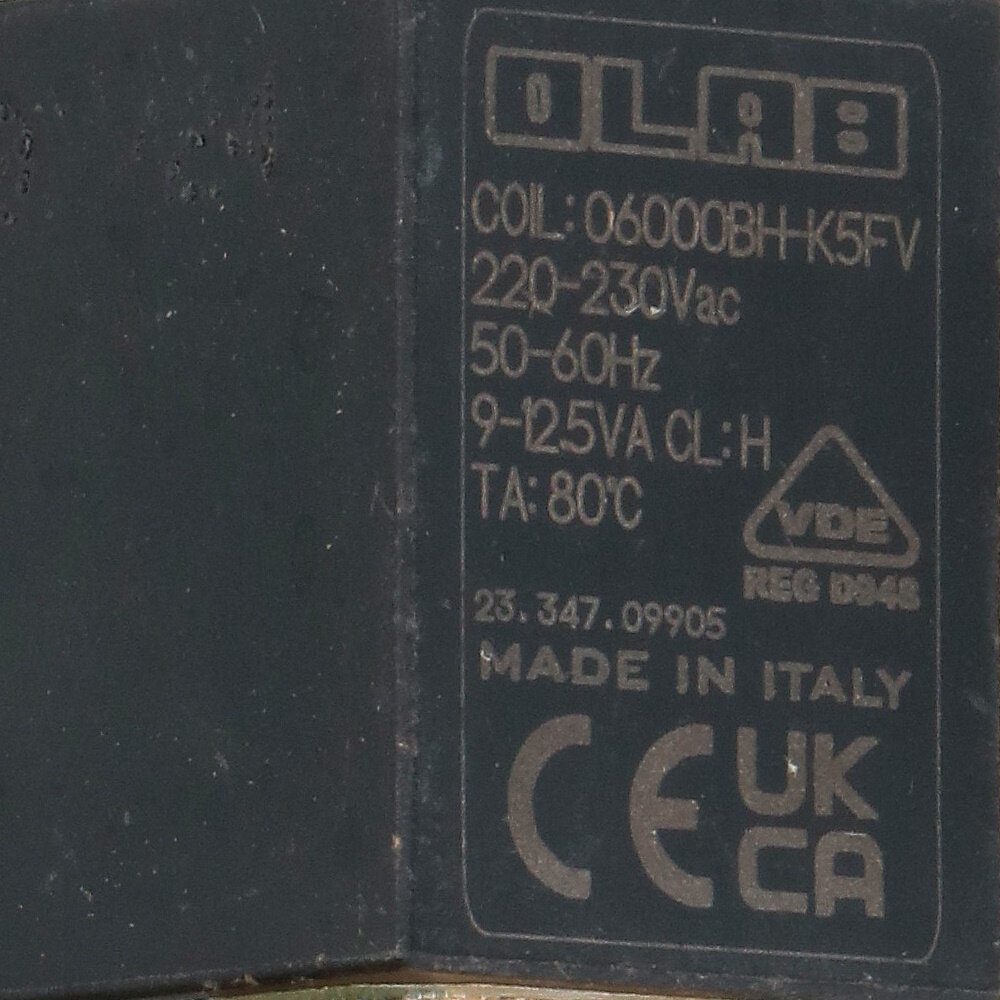 OLAB
COIL: 06000BH-K5FV
220-230Vac
50-60Hz
9-12.5VA CL: H
TA: 80°C
VDE
REG D948
23.347.09905
MADE IN ITALY
CE
UK
CA